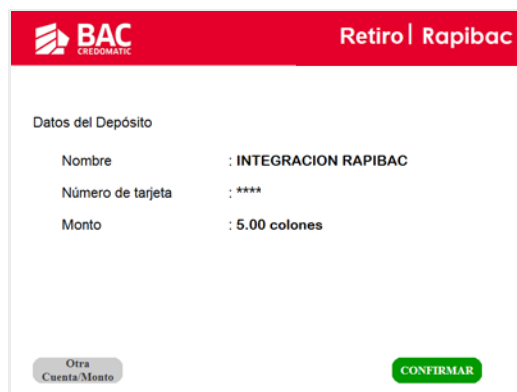 BAC
CREDOMATIC
Retiro | Rapibac
Datos del Depósito
Nombre : INTEGRACION RAPIBAC
Número de tarjeta : ****
Monto : 5.00 colones
Otra
Cuenta/Monto
CONFIRMAR